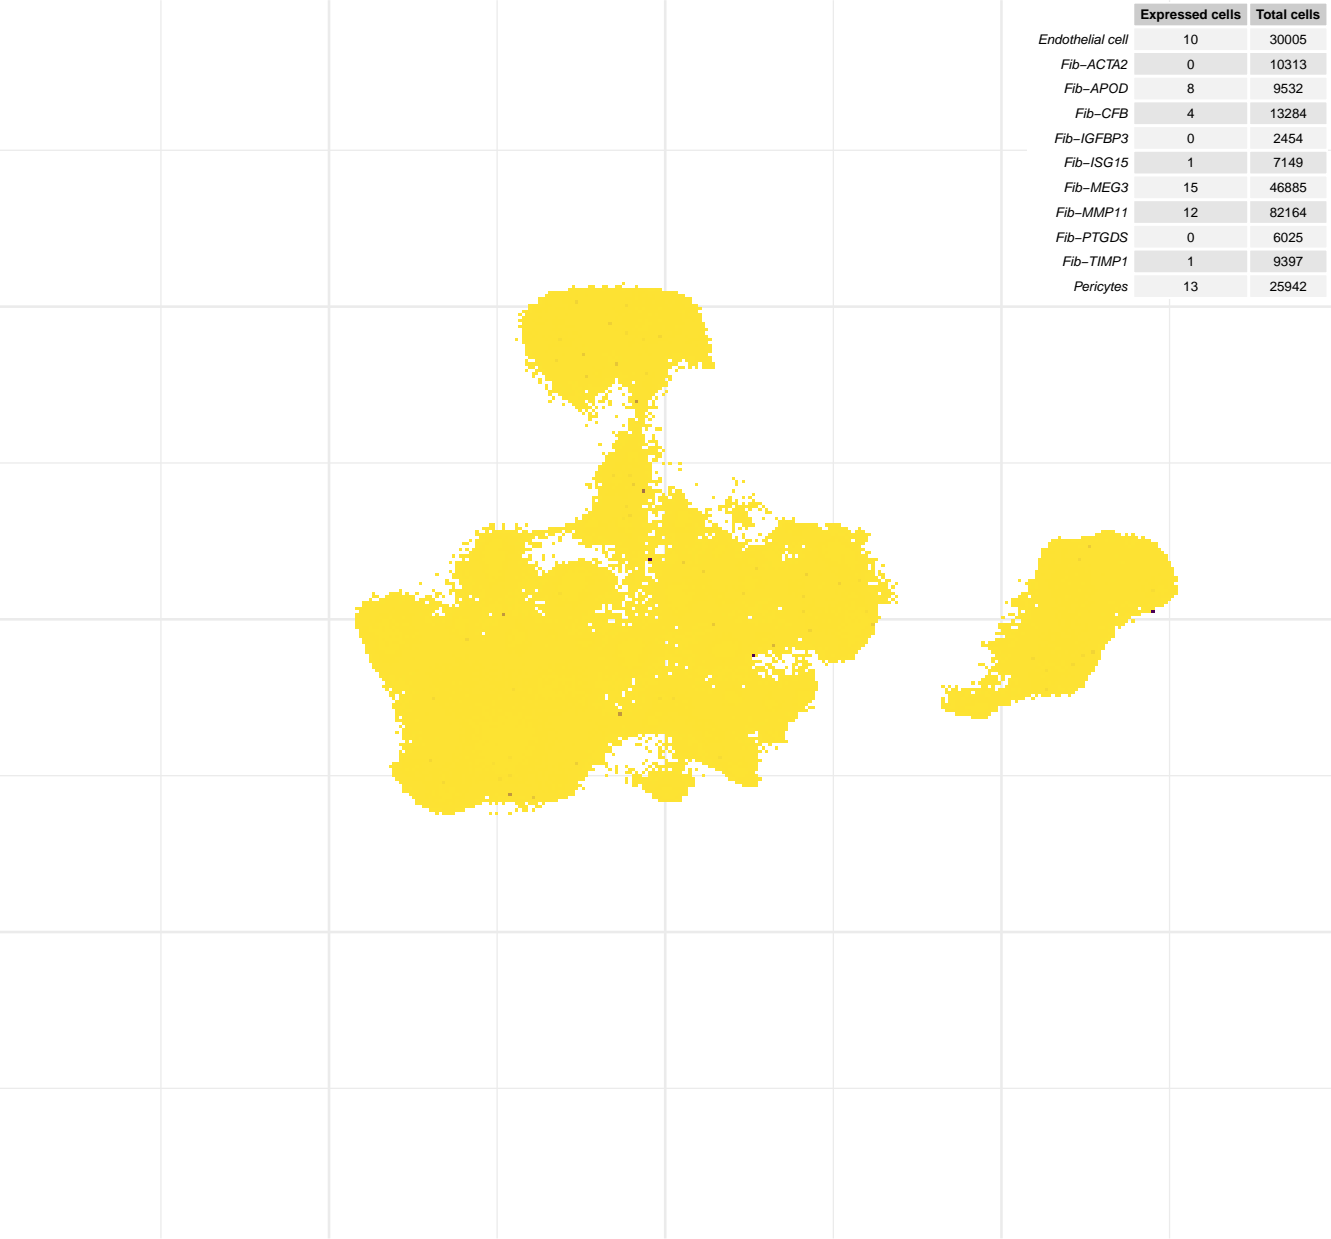 Expressed cells Total cells
Endothelial cell 10 30005
Fib−ACTA2 0 10313
Fib−APOD 8 9532
Fib−CFB 4 13284
Fib−IGFBP3 0 2454
Fib−ISG15 1 7149
Fib−MEG3 15 46885
Fib−MMP11 12 82164
Fib−PTGDS 0 6025
Fib−TIMP1 1 9397
Pericytes 13 25942